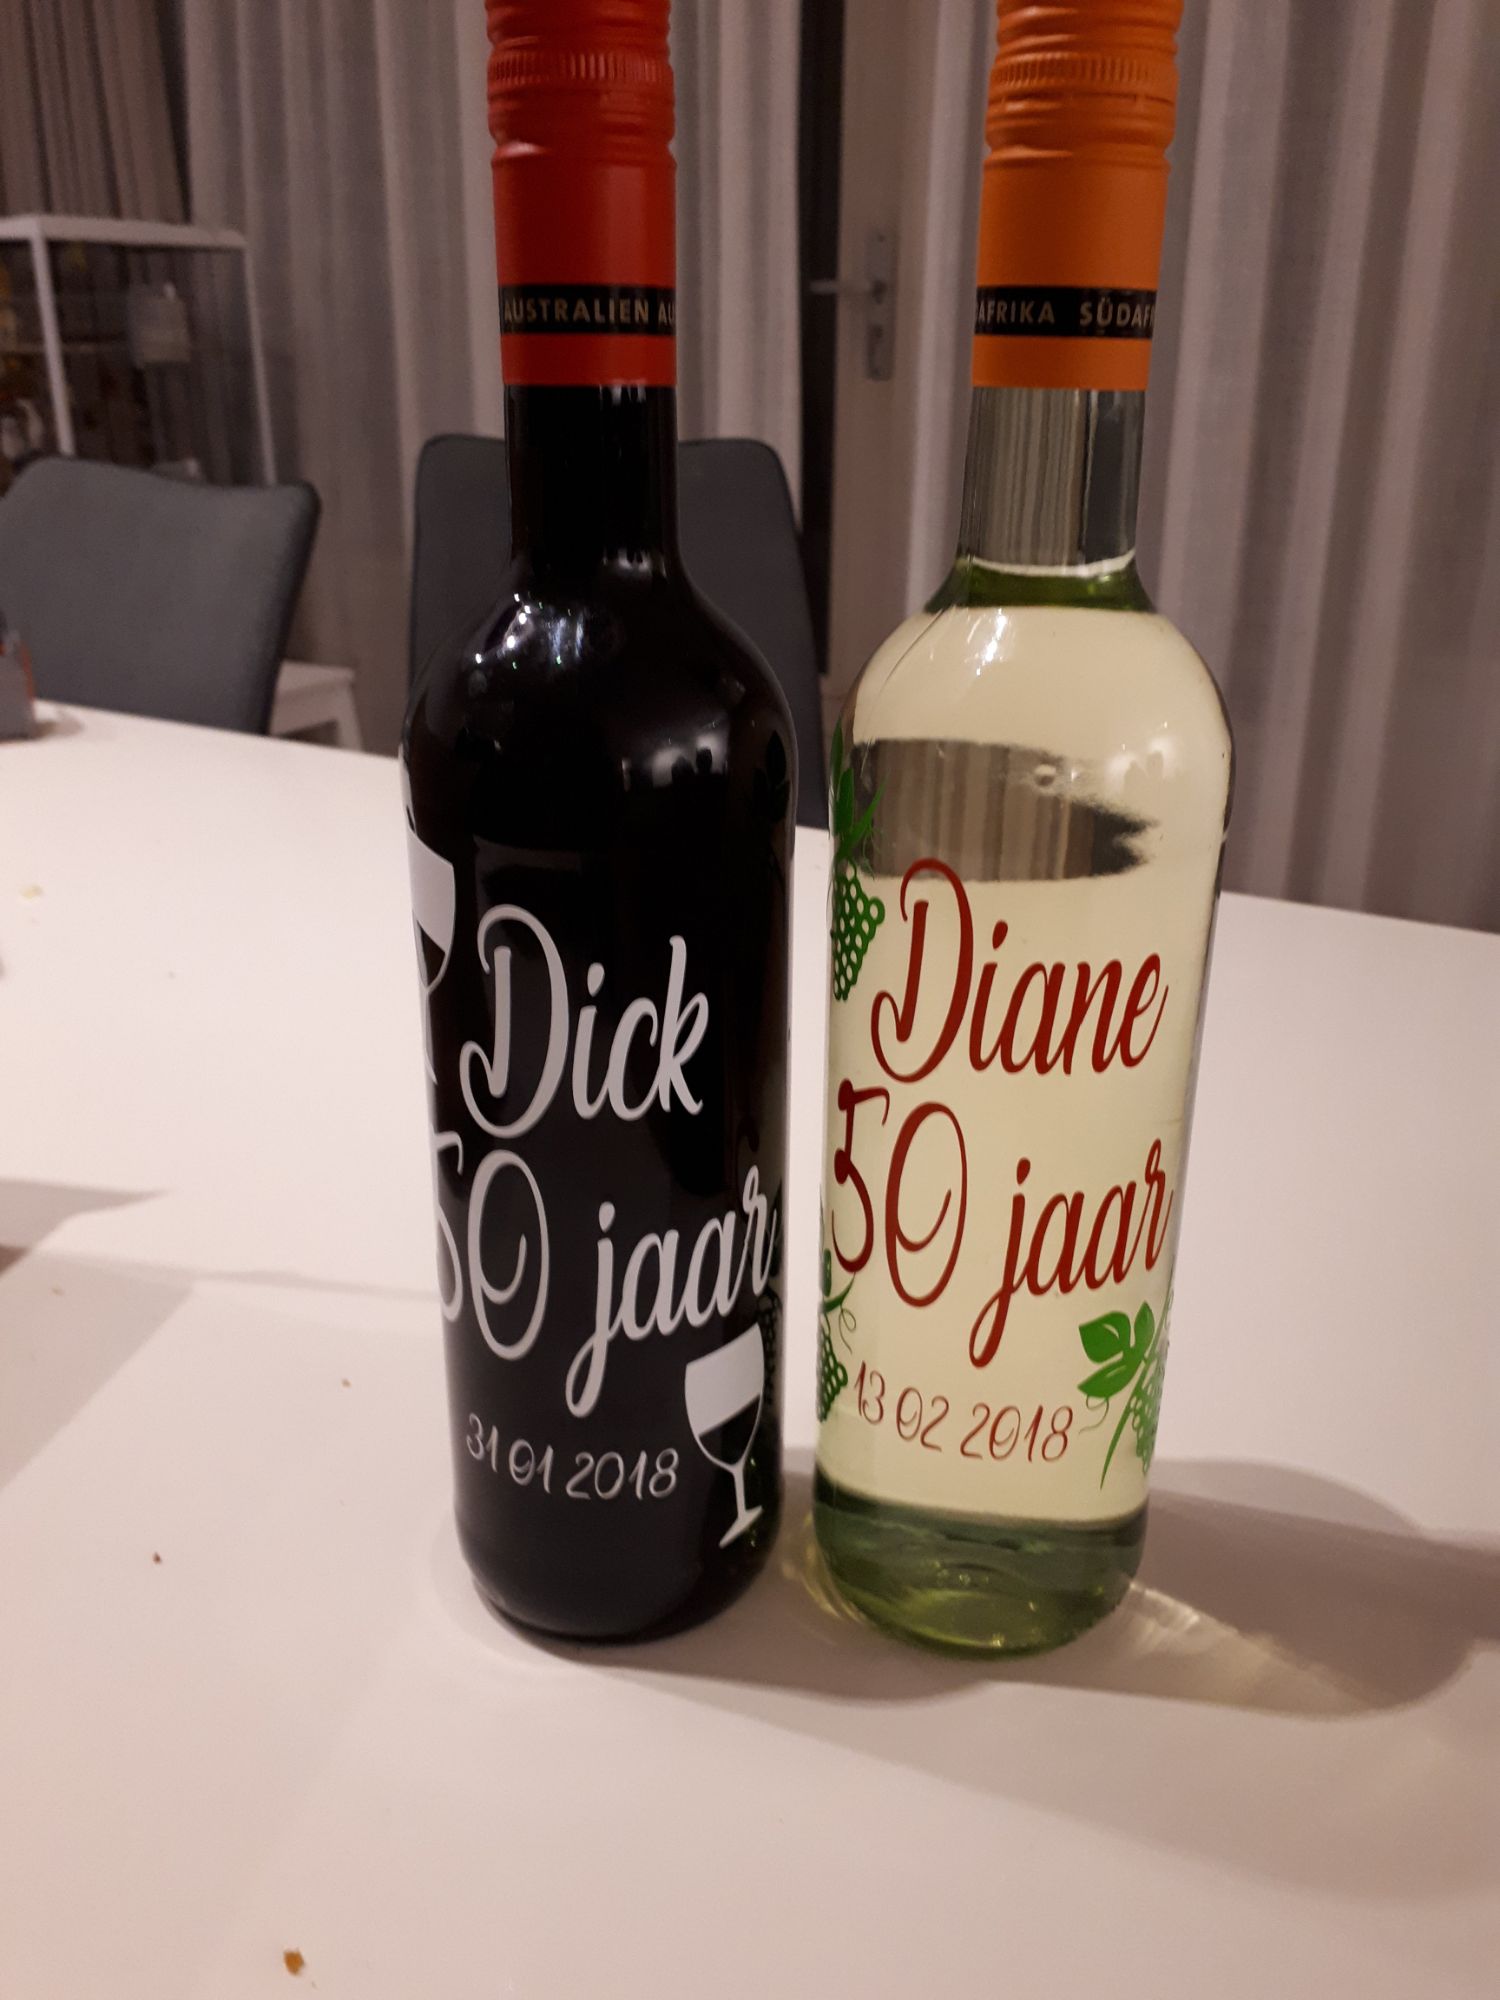 AUSTRALIEN AU
AFRIKA SÜDAF
Dick
50 jaar
31 01 2018
Diane
50 jaar
13 02 2018